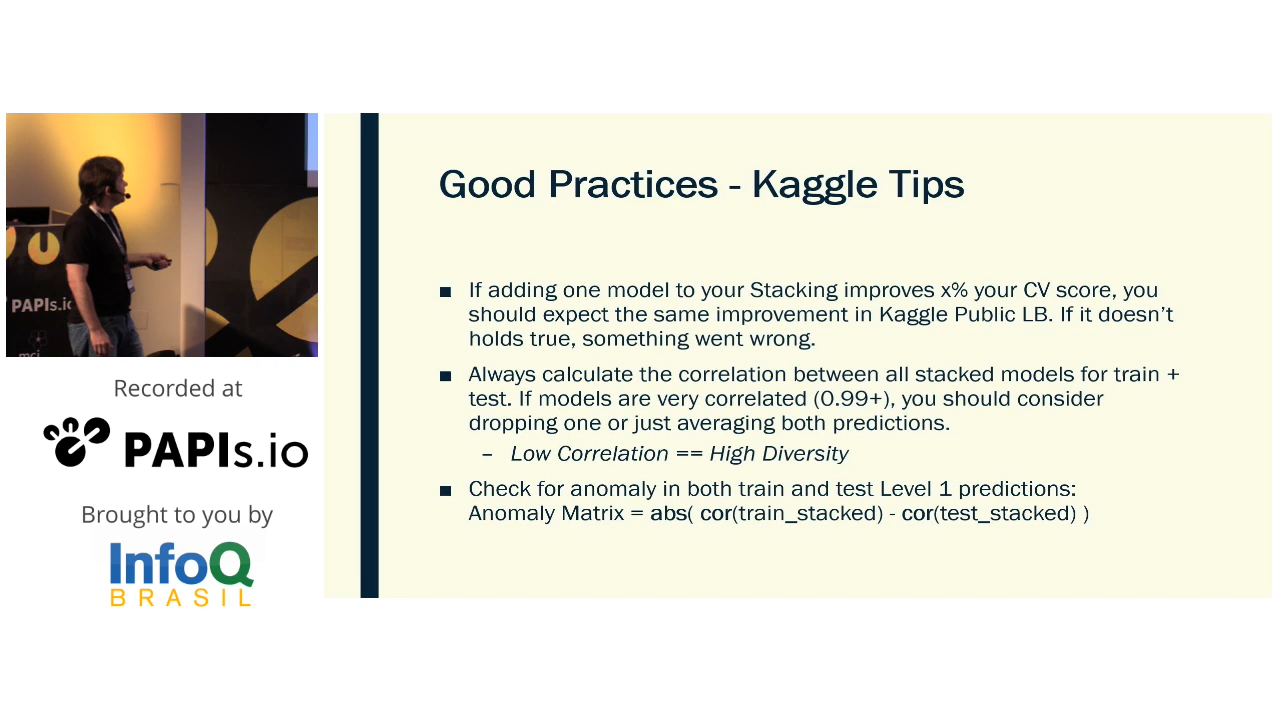 PAPIs.io
mci
Recorded at
PAPIs.io
Brought to you by
InfoQ
BRASIL
Good Practices - Kaggle Tips
■ If adding one model to your Stacking improves x% your CV score, you
should expect the same improvement in Kaggle Public LB. If it doesn’t
holds true, something went wrong.
■ Always calculate the correlation between all stacked models for train +
test. If models are very correlated (0.99+), you should consider
dropping one or just averaging both predictions.
– Low Correlation == High Diversity
■ Check for anomaly in both train and test Level 1 predictions:
Anomaly Matrix = abs( cor(train_stacked) - cor(test_stacked) )